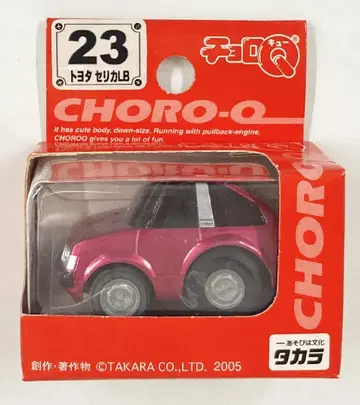 23
トヨタ セリカLB
チョロQ
キュー
CHORO-Q
It has cute body, down-size. Running with pullback-engine,
CHOROQ gives you a lot of fun.
CHORO
あそびは文化
タカラ
創作・著作物 ©TAKARA CO.,LTD. 2005